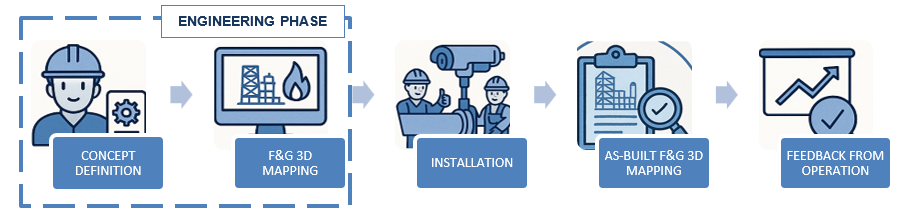 ENGINEERING PHASE
CONCEPT
DEFINITION
F&G 3D
MAPPING
INSTALLATION
AS-BUILT F&G 3D
MAPPING
FEEDBACK FROM
OPERATION